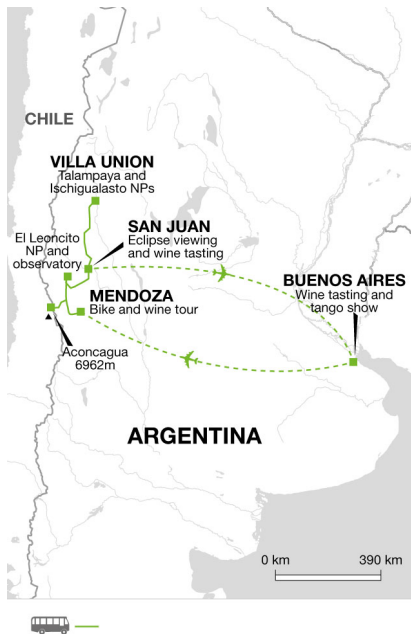 CHILE
VILLA UNION
Talampaya and
Ischigualasto NPs
El Leoncito
NP and
observatory
SAN JUAN
Eclipse viewing
and wine tasting
MENDOZA
Bike and wine tour
BUENOS AIRES
Wine tasting and
tango show
Aconcagua
6962m
ARGENTINA
0 km
390 km